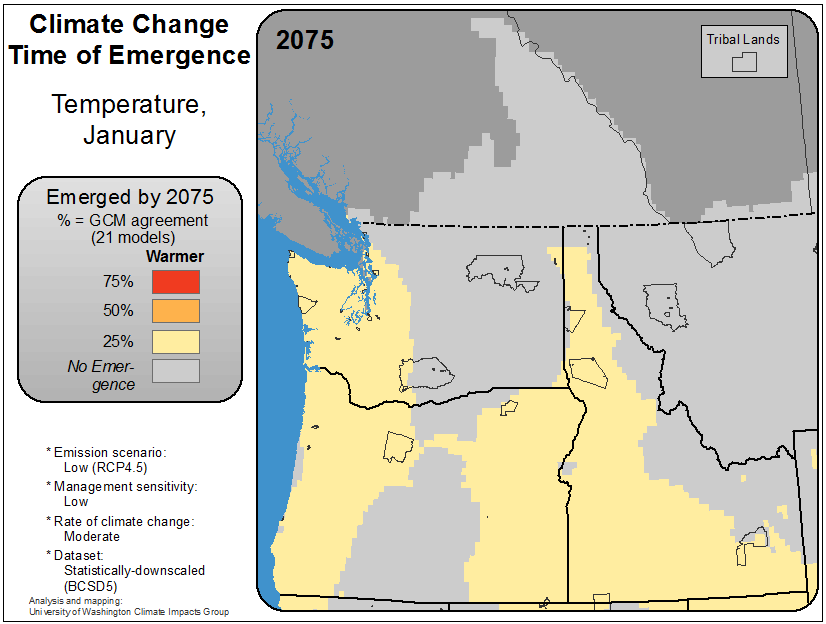 Climate Change
Time of Emergence
Temperature,
January
Emerged by 2075
% = GCM agreement
(21 models)
Warmer
75%
50%
25%
No Emer-
gence
* Emission scenario:
Low (RCP4.5)
* Management sensitivity:
Low
* Rate of climate change:
Moderate
* Dataset:
Statistically-downscaled
(BCSD5)
Analysis and mapping:
University of Washington Climate Impacts Group
2075
Tribal Lands